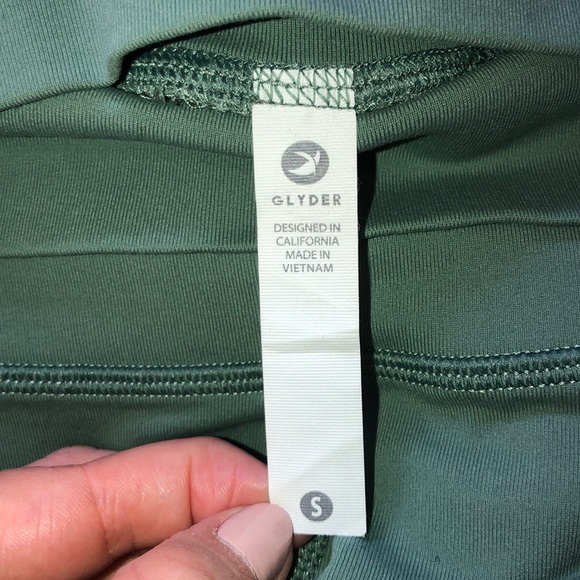 GLYDER
DESIGNED IN
CALIFORNIA
MADE IN
VIETNAM
S